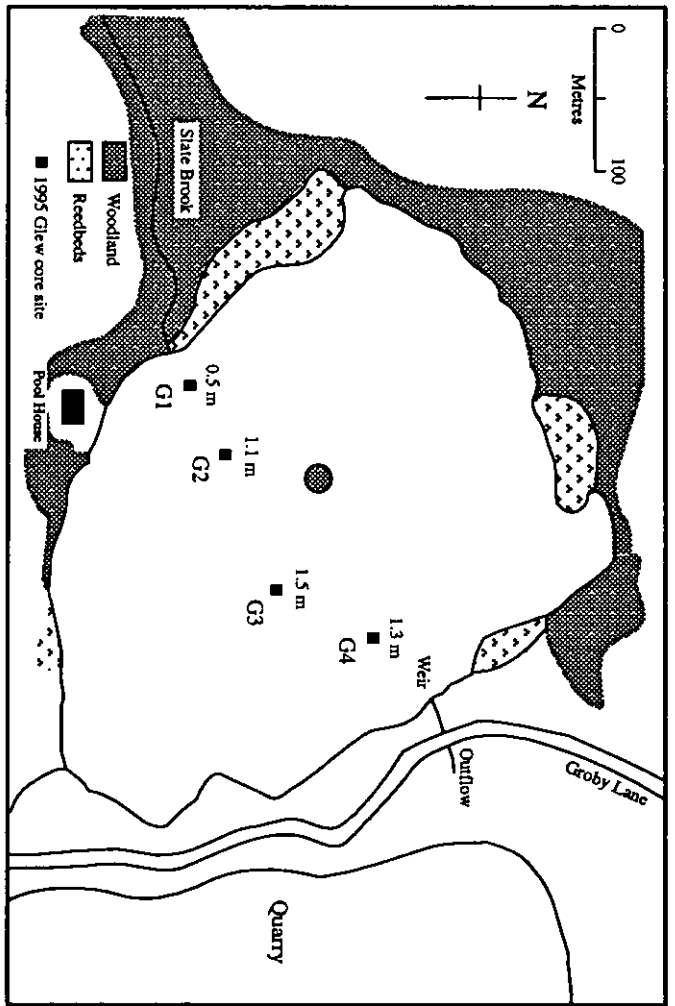 0
100
Metres
N
Slate Brook
Woodland
Reedbeds
1995 Glew core site
Pool House
0.5 m
G1
1.1 m
G2
1.5 m
G3
1.3 m
G4
Weir
Outflow
Groby Lane
Quarry